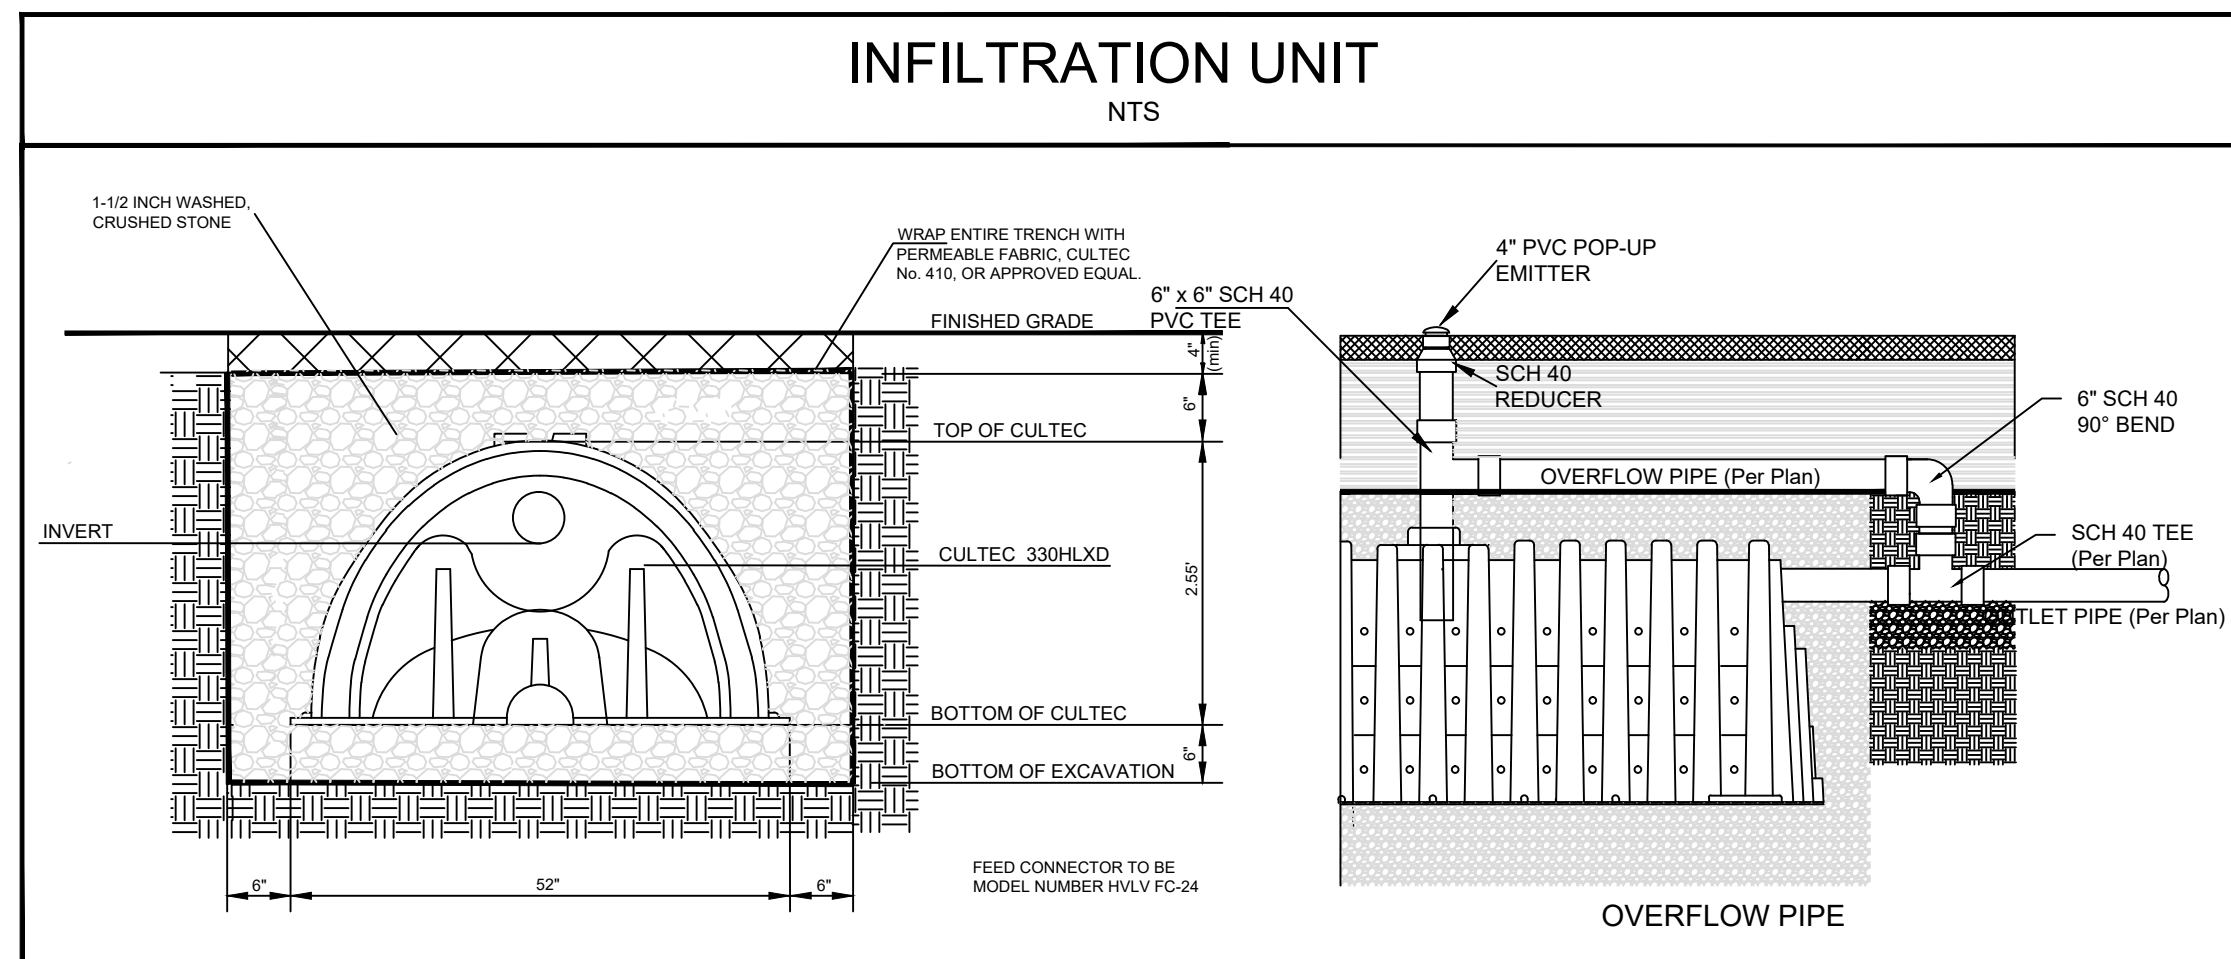 INFILTRATION UNIT
NTS
1-1/2 INCH WASHED,
CRUSHED STONE
WRAP ENTIRE TRENCH WITH
PERMEABLE FABRIC, CULTEC
No. 410, OR APPROVED EQUAL.
FINISHED GRADE
4"
(min)
6"
TOP OF CULTEC
INVERT
CULTEC 330HLXD
2.55'
BOTTOM OF CULTEC
6"
BOTTOM OF EXCAVATION
6"
52"
6"
FEED CONNECTOR TO BE
MODEL NUMBER HVLV FC-24
6" x 6" SCH 40
PVC TEE
4" PVC POP-UP
EMITTER
SCH 40
REDUCER
6" SCH 40
90° BEND
OVERFLOW PIPE (Per Plan)
SCH 40 TEE
(Per Plan)
TLET PIPE (Per Plan)
OVERFLOW PIPE